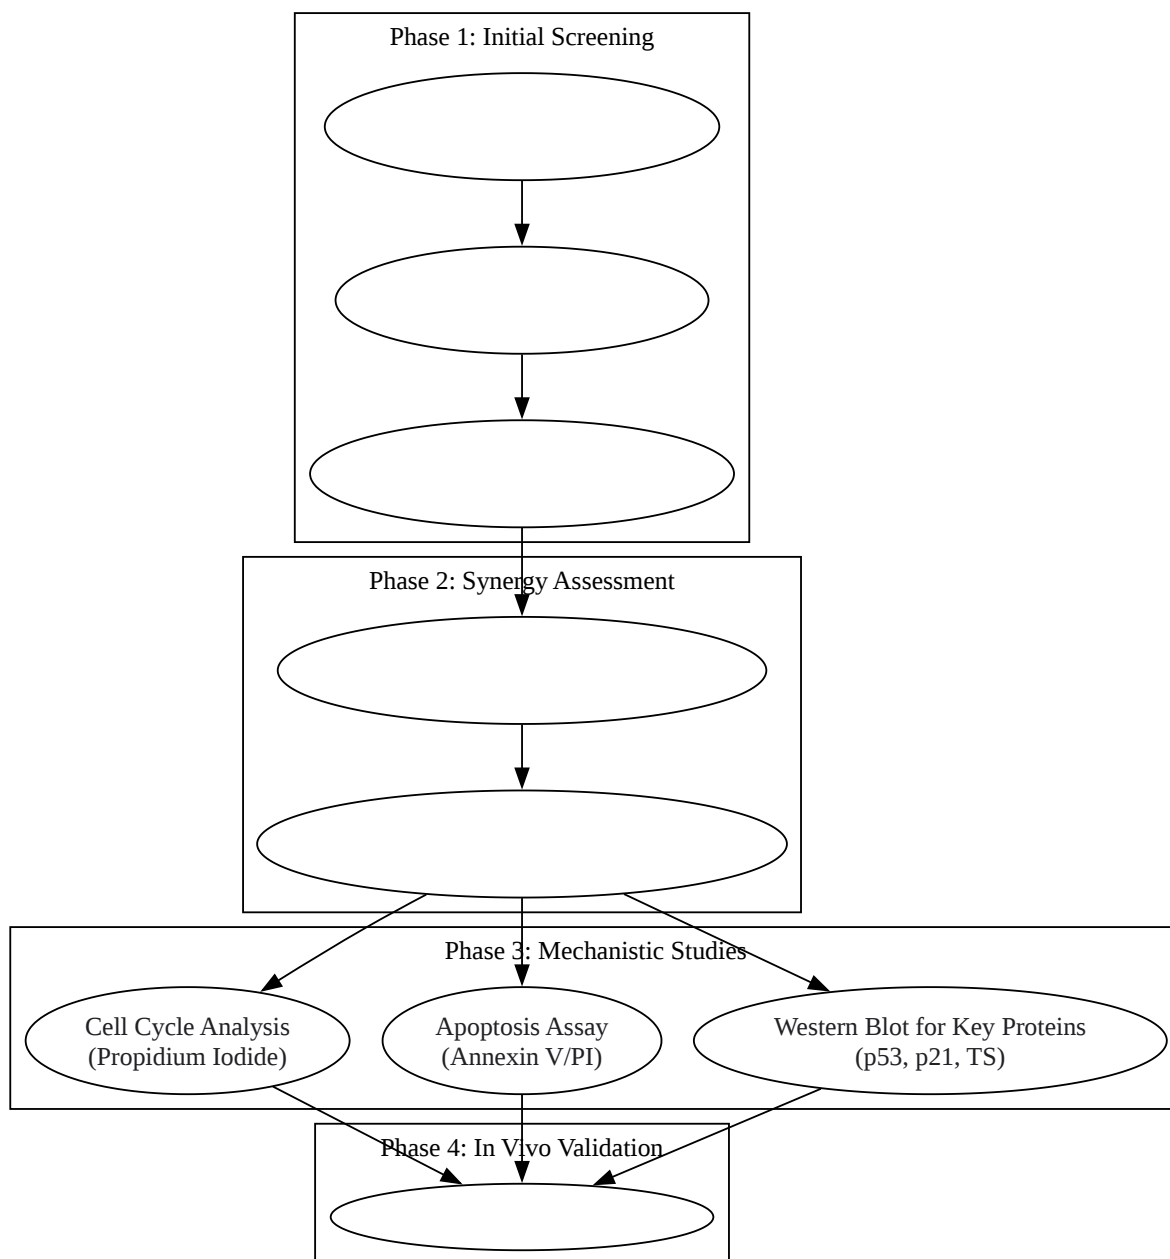 Phase 1: Initial Screening
Phase 2: Synergy Assessment
Phase 3: Mechanistic Studies
Cell Cycle Analysis
(Propidium Iodide)
Apoptosis Assay
(Annexin V/PI)
Western Blot for Key Proteins
(p53, p21, TS)
Phase 4: In Vivo Validation